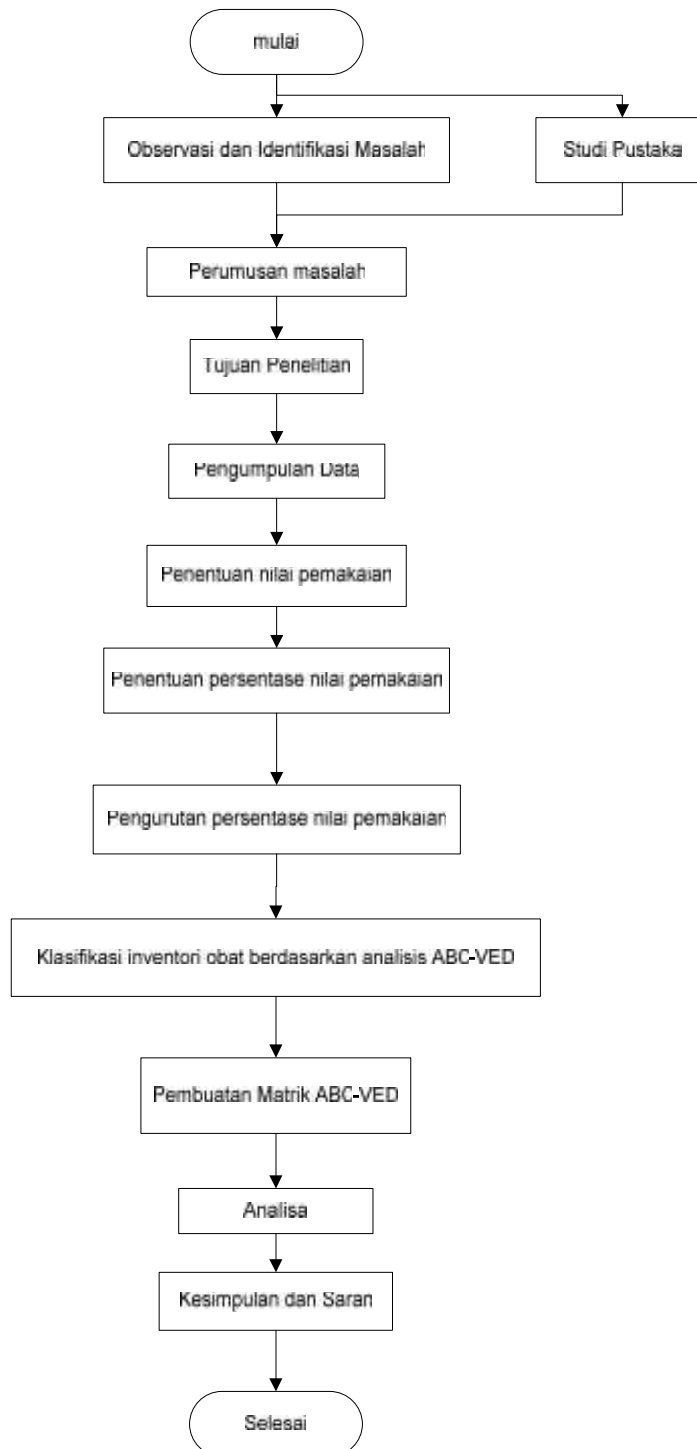 mulai
Observasi dan Identifikasi Masalah
Studi Pustaka
Perumusan masalah
Tujuan Penelitian
Pengumpulan Data
Penentuan nilai pemakaian
Penentuan persentase nilai pemakaian
Pengurutan persentase nilai pemakaian
Klasifikasi inventori obat berdasarkan analisis ABC-VED
Pembuatan Matrik ABC-VED
Analisa
Kesimpulan dan Saran
Selesai